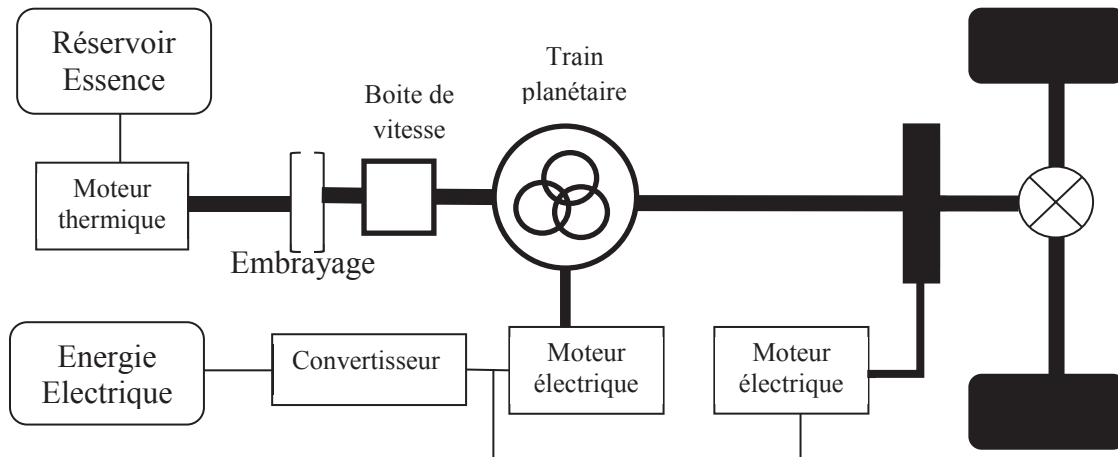 Réservoir
Essence
Train
planétaire
Boite de
vitesse
Moteur
thermique
Embrayage
Energie
Electrique
Convertisseur
Moteur
électrique
Moteur
électrique